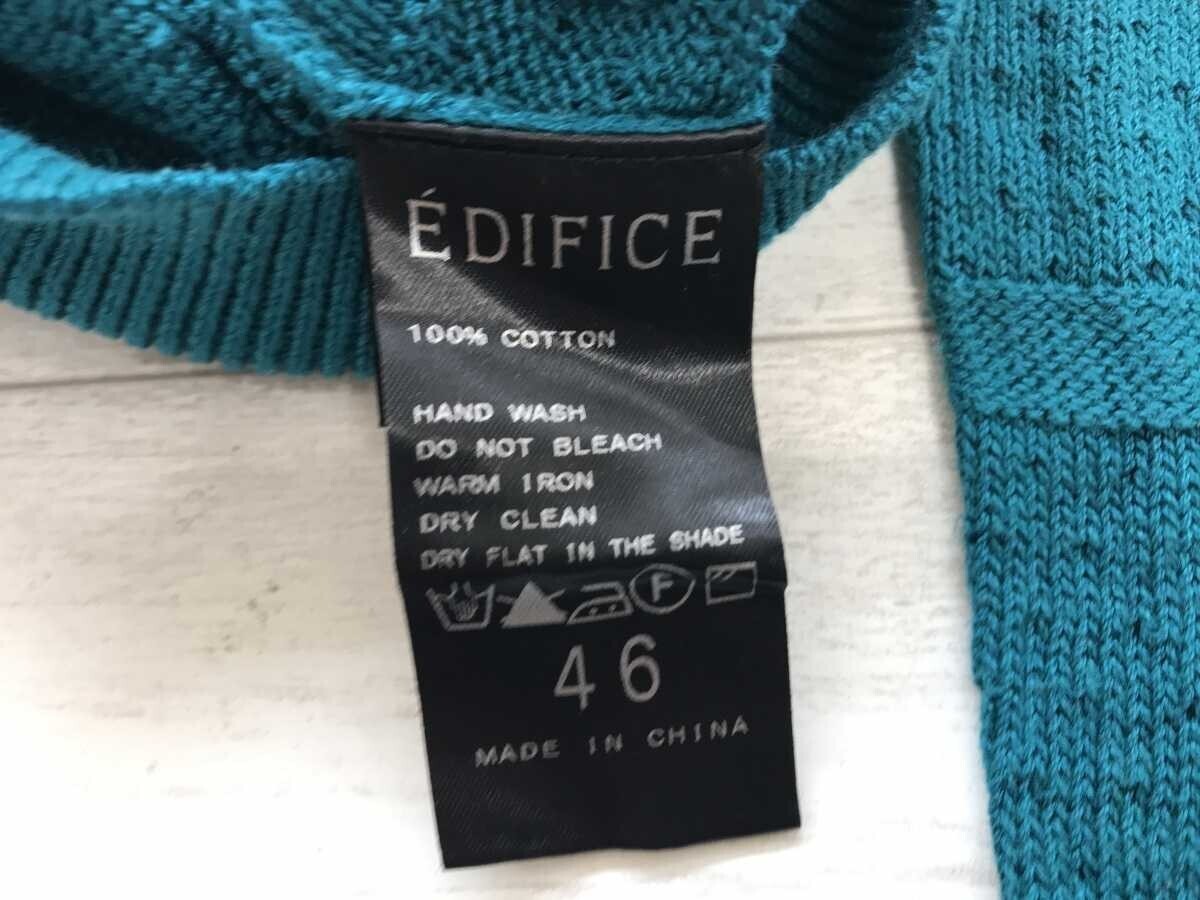 ÉDIFICE
100% COTTON
HAND WASH
DO NOT BLEACH
WARM IRON
DRY CLEAN
DRY FLAT IN THE SHADE
F
46
MADE IN CHINA